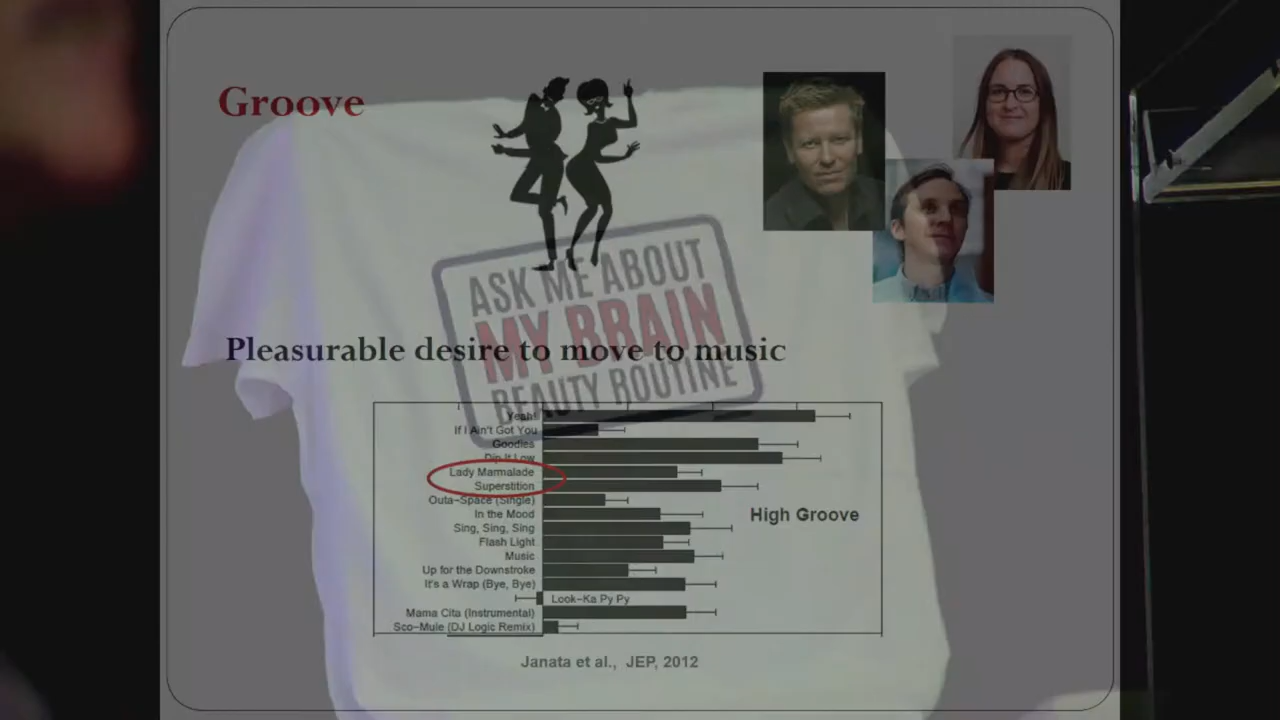 Groove
ASK ME ABOUT
MY BRAIN
BEAUTY ROUTINE
Pleasurable desire to move to music
Yeah!
If I Ain't Got You
Goodies
Dip It Low
Lady Marmalade
Superstition
Outa-Space (Single)
In the Mood
Sing, Sing, Sing
High Groove
Flash Light
Music
Up for the Downstroke
It's a Wrap (Bye, Bye)
Look-Ka Py Py
Mama Cita (Instrumental)
Sco-Mule (DJ Logic Remix)
Janata et al., JEP, 2012